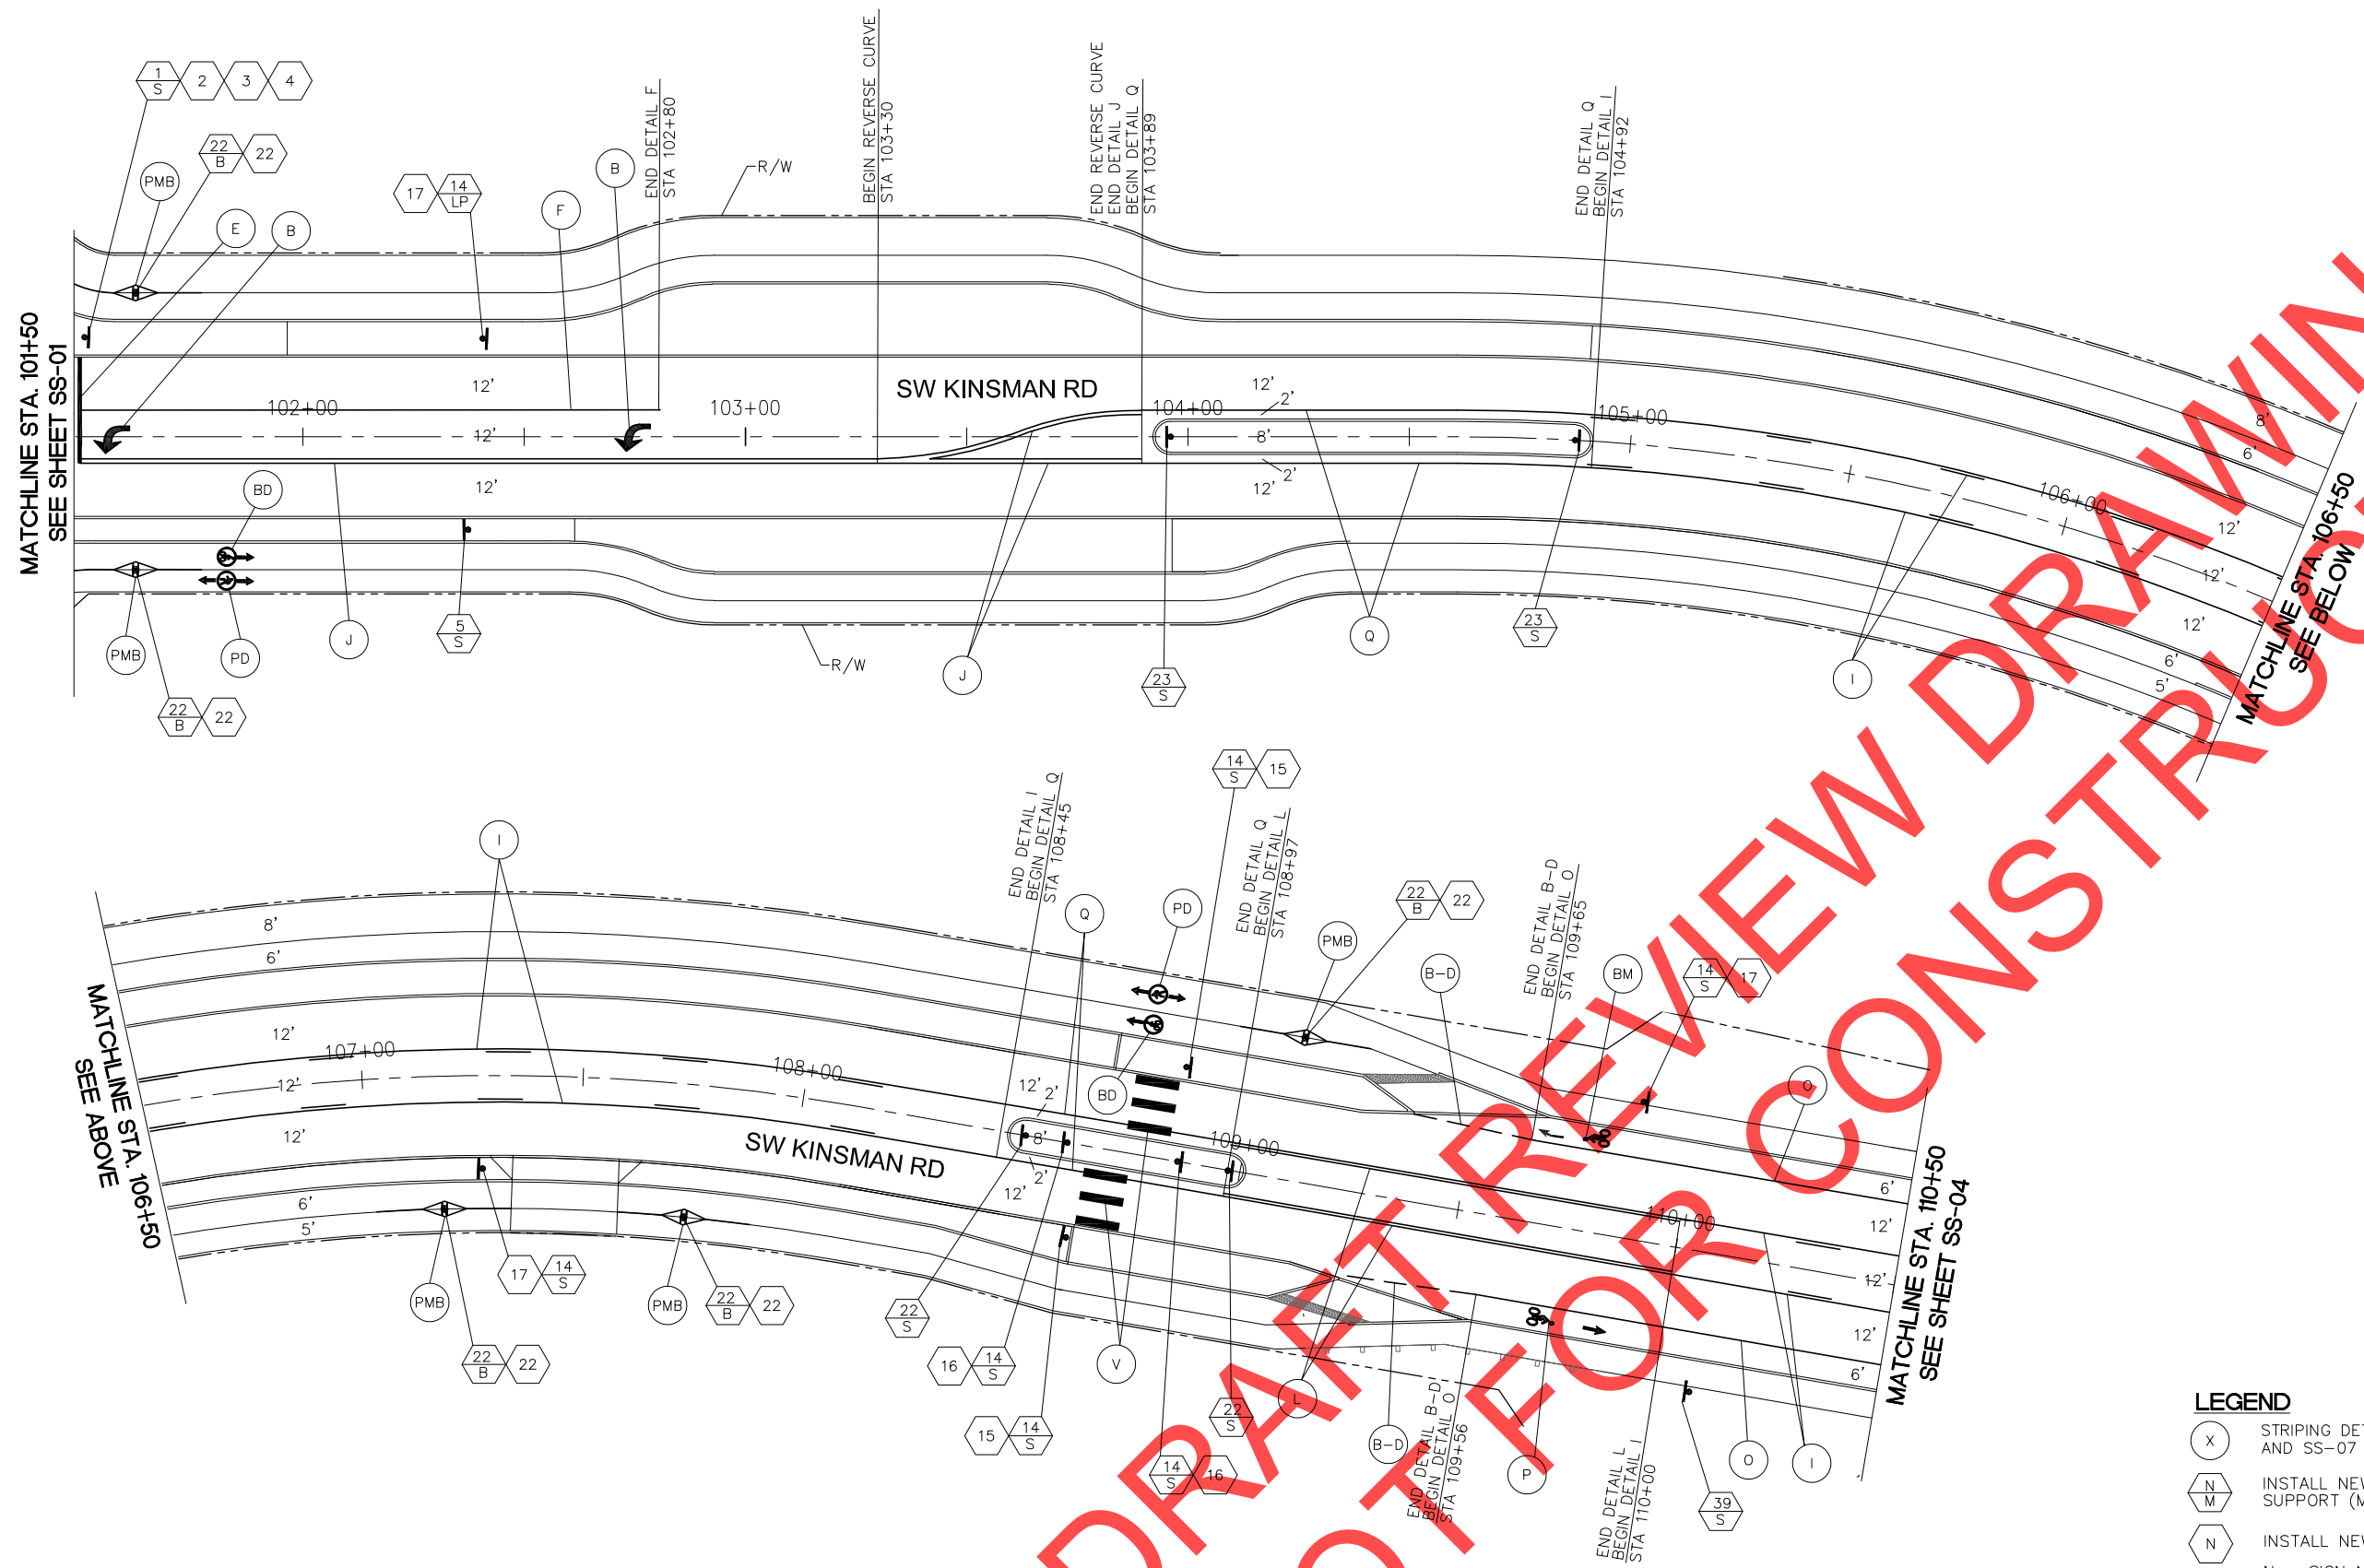 1
S
2
3
4
22
B
22
PMB
E
B
17
14
LP
F
B
END DETAIL F
STA 102+80
R/W
BEGIN REVERSE CURVE
STA 103+30
END REVERSE CURVE
END DETAIL J
BEGIN DETAIL Q
STA 103+89
END DETAIL Q
BEGIN DETAIL I
STA 104+92
MATCHLINE STA. 101+50
SEE SHEET SS-01
12'
102+00
12'
12'
103+00
SW KINSMAN RD
12'
2'
104+00
8'
2'
12'
105+00
106+00
8'
6'
12'
12'
12'
6'
5'
MATCHLINE STA. 106+50
SEE BELOW
BD
PMB
PD
22
B
22
J
5
S
R/W
J
23
S
Q
23
S
I
I
END DETAIL I
BEGIN DETAIL Q
STA 108+45
14
S
15
Q
PD
END DETAIL Q
BEGIN DETAIL L
STA 108+97
PMB
22
B
22
B-D
END DETAIL B-D
BEGIN DETAIL O
STA 109+65
BM
14
S
17
O
MATCHLINE STA. 106+50
SEE ABOVE
8'
6'
12'
107+00
12'
12'
108+00
SW KINSMAN RD
6'
5'
12'
2'
8'
2'
12'
BD
109+00
110+00
6'
12'
12'
12'
6'
MATCHLINE STA. 110+50
SEE SHEET SS-04
PMB
22
B
22
17
14
S
PMB
22
B
22
22
S
16
14
S
15
14
S
V
14
S
16
22
S
L
B-D
END DETAIL B-D
BEGIN DETAIL O
STA 109+56
P
END DETAIL L
BEGIN DETAIL I
STA 110+00
39
S
O
I
LEGEND
X
STRIPING
AND SS-07
N
M
INSTALL
SUPPORT
N
INSTALL
DRAFT REVIEW
FOR